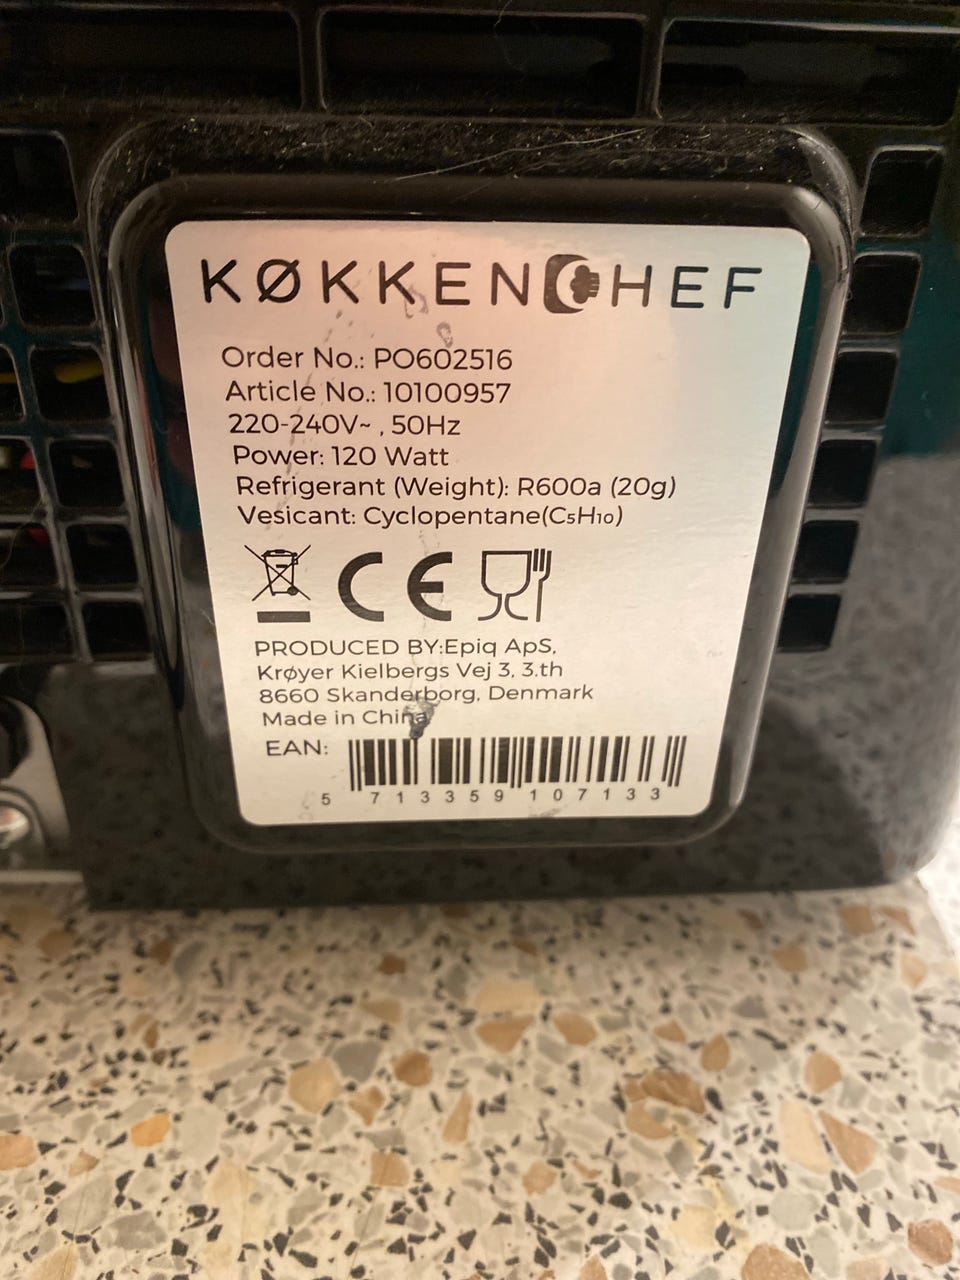 KØKKENCHEF
Order No.: PO602516
Article No.: 10100957
220-240V~ , 50Hz
Power: 120 Watt
Refrigerant (Weight): R600a (20g)
Vesicant: Cyclopentane(C₅H₁₀)
CE
PRODUCED BY:Epiq ApS,
Krøyer Kielbergs Vej 3, 3.th
8660 Skanderborg, Denmark
Made in China
EAN:
5 713359 107133